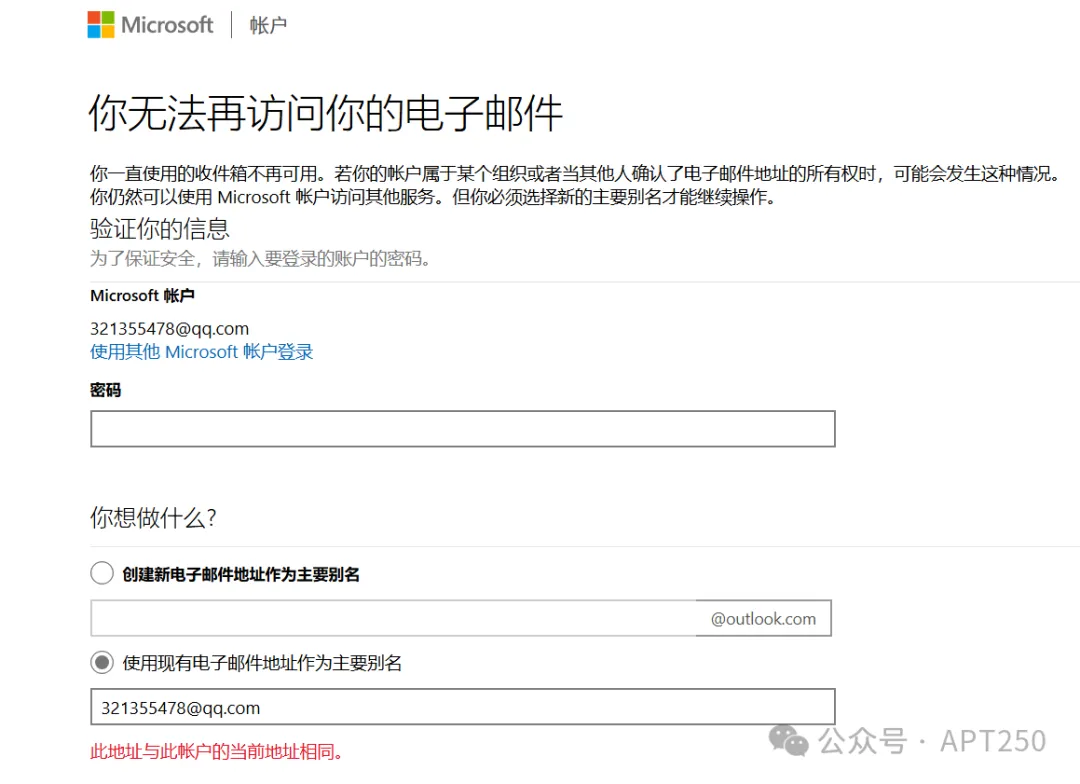 Microsoft | 帐户
你无法再访问你的电子邮件
你一直使用的收件箱不再可用。若你的帐户属于某个组织或者当其他人确认了电子邮件地址的所有权时，可能会发生这种情况。
你仍然可以使用 Microsoft 帐户访问其他服务。但你必须选择新的主要别名才能继续操作。
验证你的信息
为了保证安全，请输入要登录的账户的密码。
Microsoft 帐户
321355478@qq.com
使用其他 Microsoft 帐户登录
密码
你想做什么?
创建新电子邮件地址作为主要别名
@outlook.com
使用现有电子邮件地址作为主要别名
321355478@qq.com
此地址与此帐户的当前地址相同。
公众号 · APT250